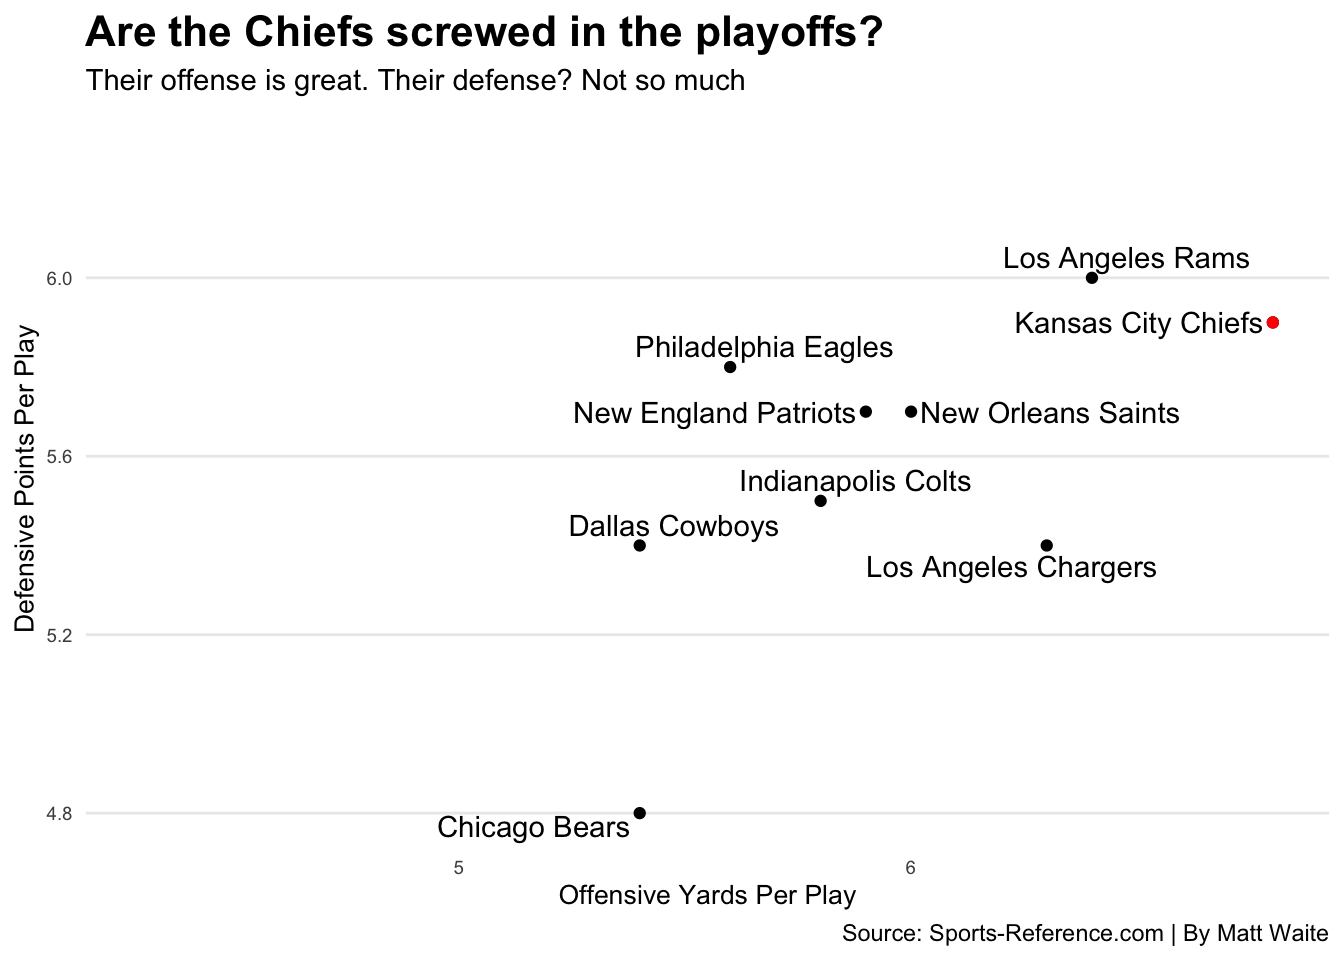 Are the Chiefs screwed in the playoffs?
Their offense is great. Their defense? Not so much
Los Angeles Rams
6.0
Kansas City Chiefs
Philadelphia Eagles
New England Patriots
New Orleans Saints
5.6
Indianapolis Colts
Dallas Cowboys
Los Angeles Chargers
5.2
4.8
Chicago Bears
Defensive Points Per Play
5
6
Offensive Yards Per Play
Source: Sports-Reference.com | By Matt Waite